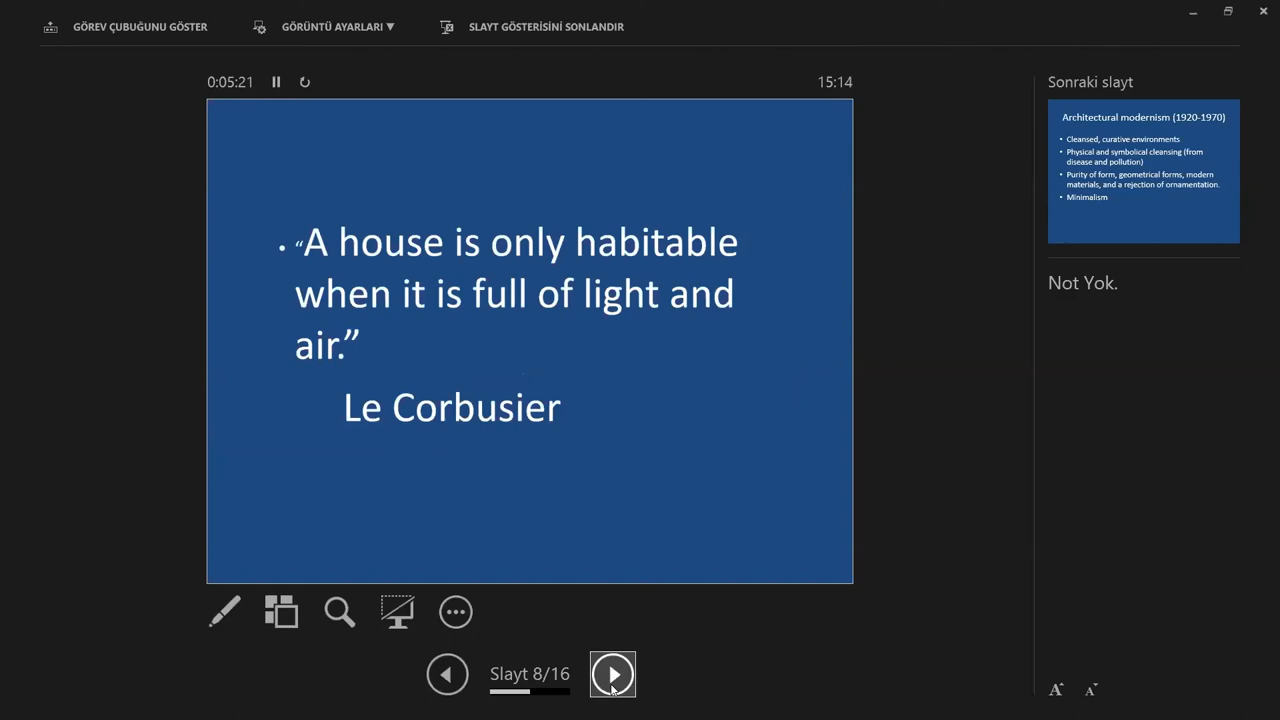 GÖREV ÇUBUĞUNU GÖSTER
GÖRÜNTÜ AYARLARI ▼
SLAYT GÖSTERİSİNİ SONLANDIR
0:05:21
15:14
• “A house is only habitable
when it is full of light and
air.”
Le Corbusier
Slayt 8/16
Sonraki slayt
Architectural modernism (1920-1970)
• Cleansed, curative environments
• Physical and symbolical cleansing (from
disease and pollution)
• Purity of form, geometrical forms, modern
materials, and a rejection of ornamentation.
• Minimalism
Not Yok.
A A